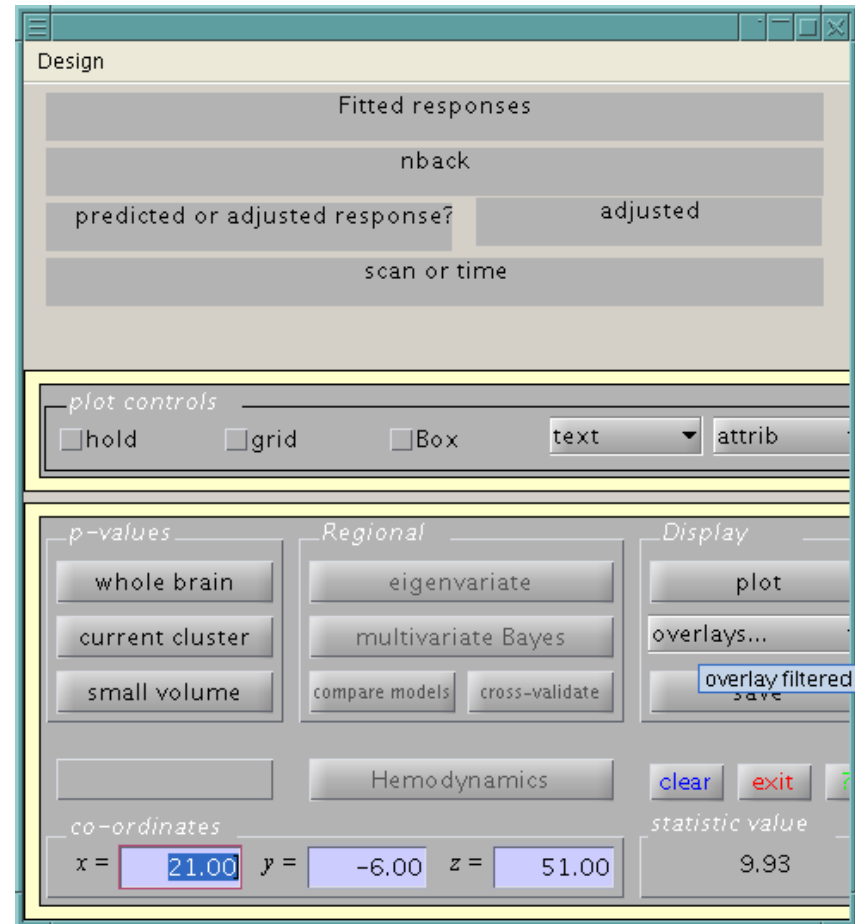 Design
Fitted responses
nback
predicted or adjusted response? adjusted
scan or time
plot controls
hold grid Box text attrib
p-values Regional Display
whole brain eigenvariate plot
current cluster multivariate Bayes overlays...
small volume compare models cross-validate save
overlay filtered
Hemodynamics clear exit ?
co-ordinates statistic value
x = 21.00 y = -6.00 z = 51.00 9.93